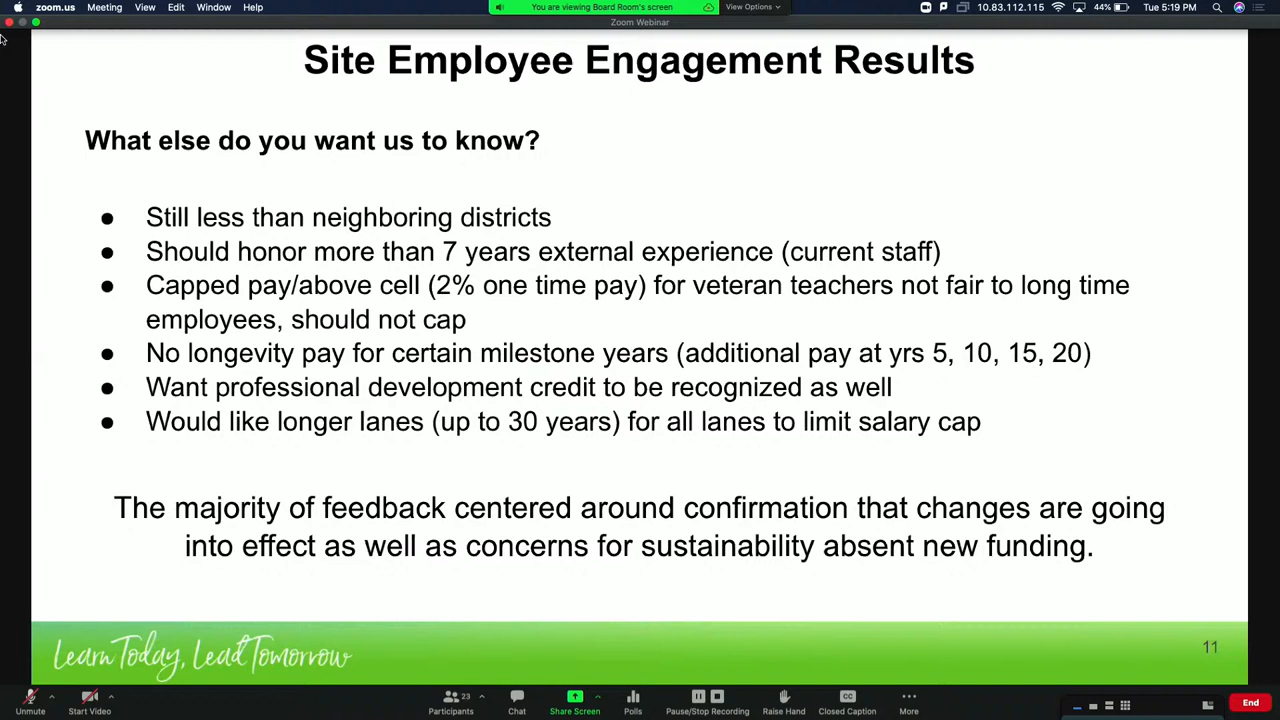 zoom.us Meeting View Edit Window Help
You are viewing Board Room's screen View Options
10.83.112.115 44% Tue 5:19 PM
Zoom Webinar
Site Employee Engagement Results
What else do you want us to know?
● Still less than neighboring districts
● Should honor more than 7 years external experience (current staff)
● Capped pay/above cell (2% one time pay) for veteran teachers not fair to long time
employees, should not cap
● No longevity pay for certain milestone years (additional pay at yrs 5, 10, 15, 20)
● Want professional development credit to be recognized as well
● Would like longer lanes (up to 30 years) for all lanes to limit salary cap
The majority of feedback centered around confirmation that changes are going
into effect as well as concerns for sustainability absent new funding.
Learn Today, Lead Tomorrow
11
23
CC
Unmute Start Video Participants Chat Share Screen Polls Pause/Stop Recording Raise Hand Closed Caption More End